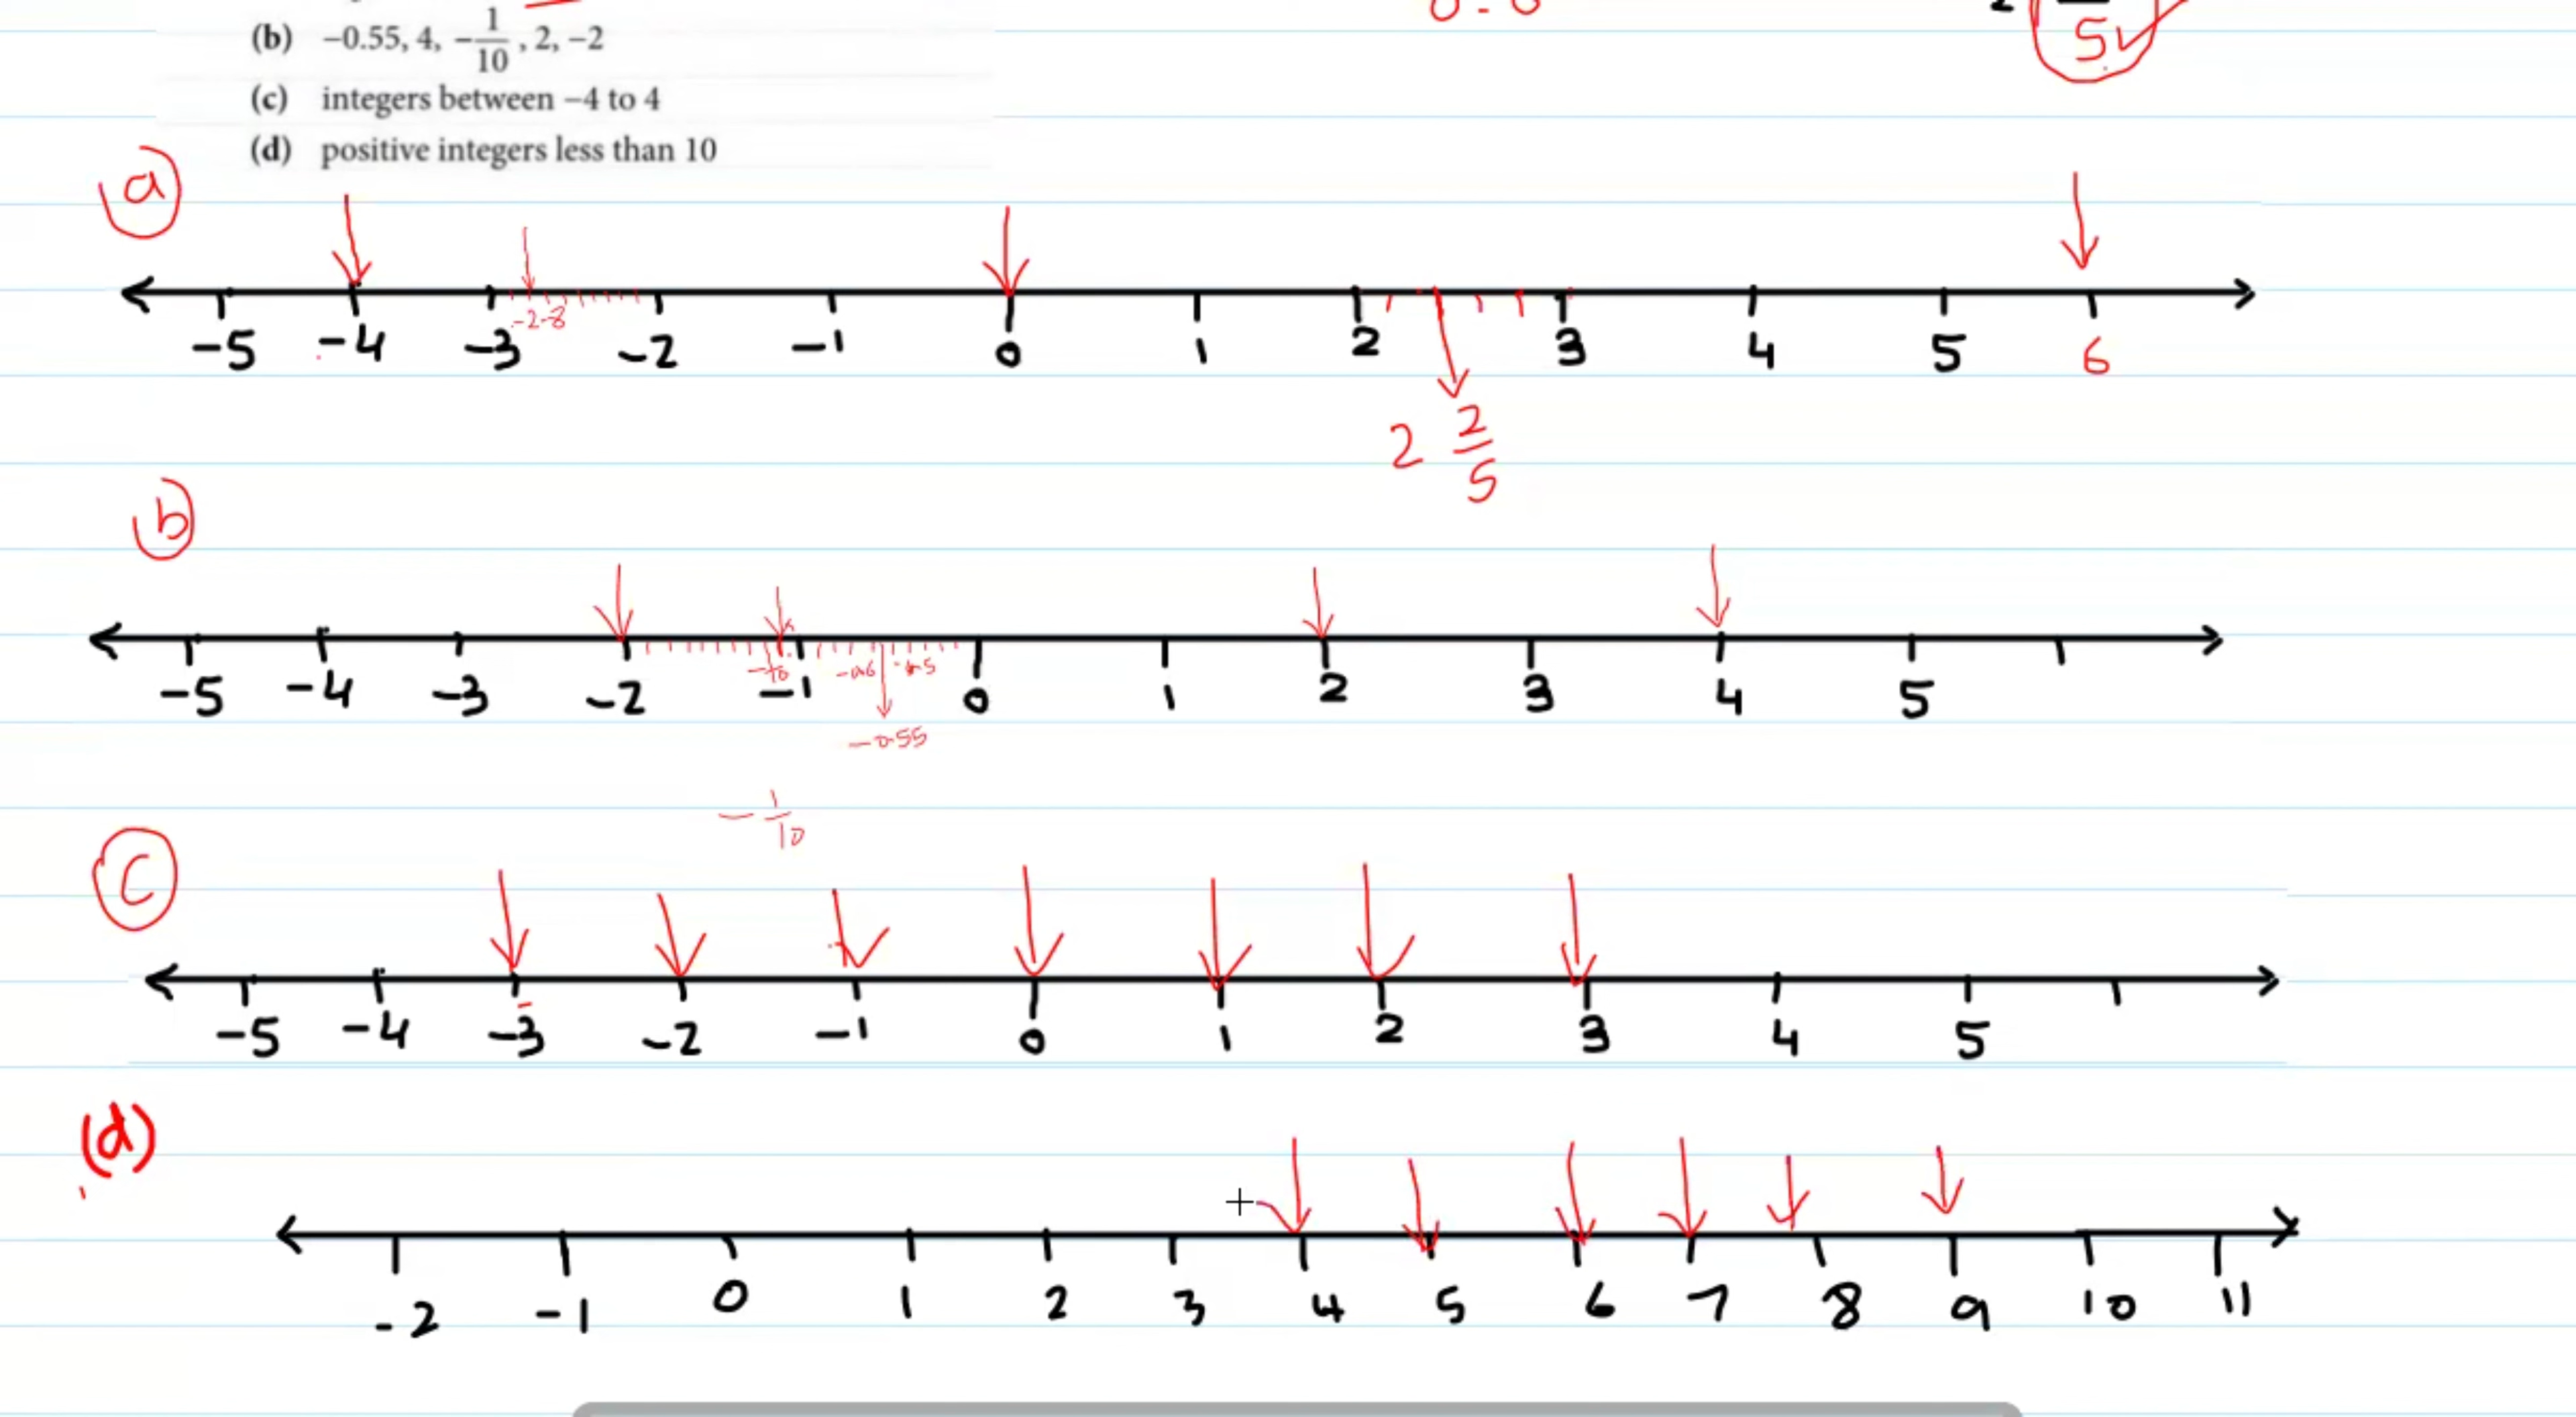 (b) −0.55, 4, −1/10, 2, −2
5
(c) integers between −4 to 4
(d) positive integers less than 10
a
-2.8
-5 -4 -3 -2 -1 0 1 2 3 4 5 6
2 2/5
b
-1/10 -0.6 -0.5
-5 -4 -3 -2 -1 0 1 2 3 4 5
-0.55
-1/10
C
-5 -4 -3 -2 -1 0 1 2 3 4 5
(d)
-2 -1 0 1 2 3 4 5 6 7 8 9 10 11